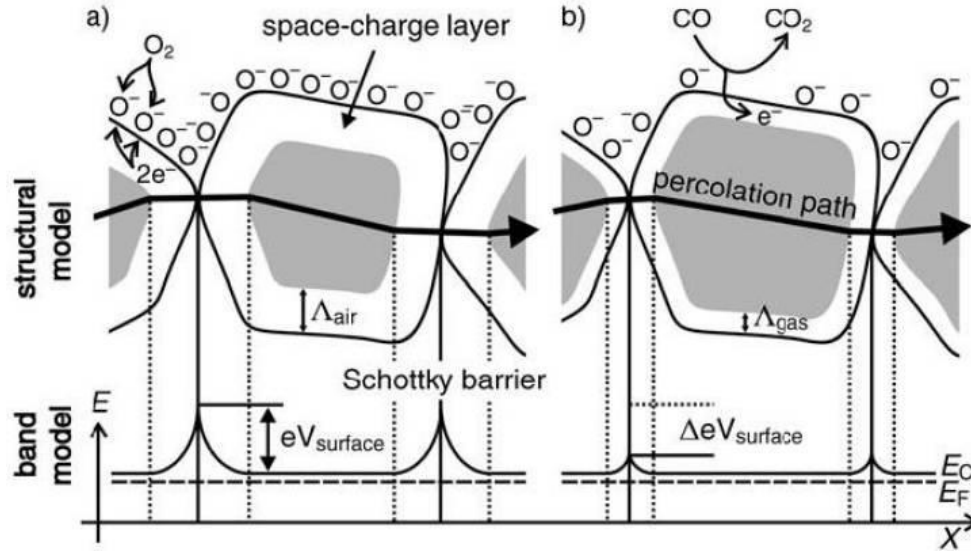 a)
O₂
space-charge layer
O⁻ O⁻ O⁻ O⁻ O⁻ ⁻O O⁻ O⁻ O⁻ O⁻ O⁼ O⁻
2e⁻
Λair
b)
CO CO₂
O⁻ O⁻ O⁻ O⁻ O⁻ ⁻O O⁻ O⁻ O⁻ O⁻
e⁻
percolation path
Λgas
structural
model
Schottky barrier
band
model
E
eVsurface
ΔeVsurface
EC
EF
X